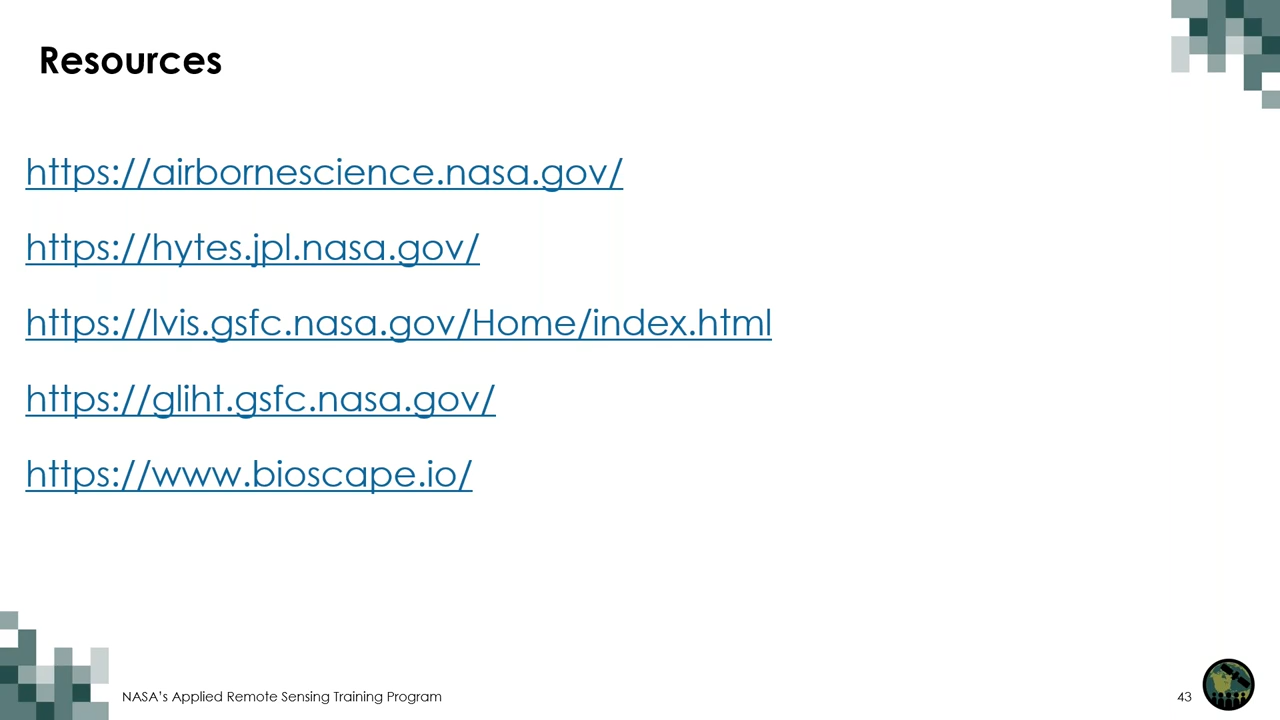 Resources
https://airbornescience.nasa.gov/
https://hytes.jpl.nasa.gov/
https://lvis.gsfc.nasa.gov/Home/index.html
https://gliht.gsfc.nasa.gov/
https://www.bioscape.io/
NASA's Applied Remote Sensing Training Program
43